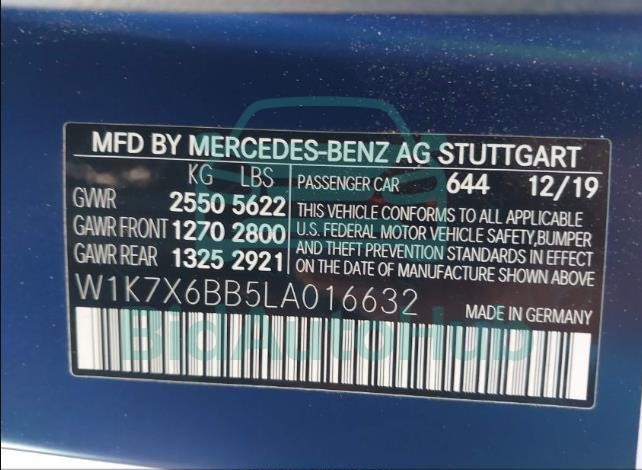 MFD BY MERCEDES-BENZ AG STUTTGART
KG LBS PASSENGER CAR 644 12/19
GVWR 2550 5622 THIS VEHICLE CONFORMS TO ALL APPLICABLE
GAWR FRONT 1270 2800 U.S. FEDERAL MOTOR VEHICLE SAFETY,BUMPER
GAWR REAR 1325 2921 AND THEFT PREVENTION STANDARDS IN EFFECT
ON THE DATE OF MANUFACTURE SHOWN ABOVE
W1K7X6BB5LA016632 MADE IN GERMANY
BidAutoHub